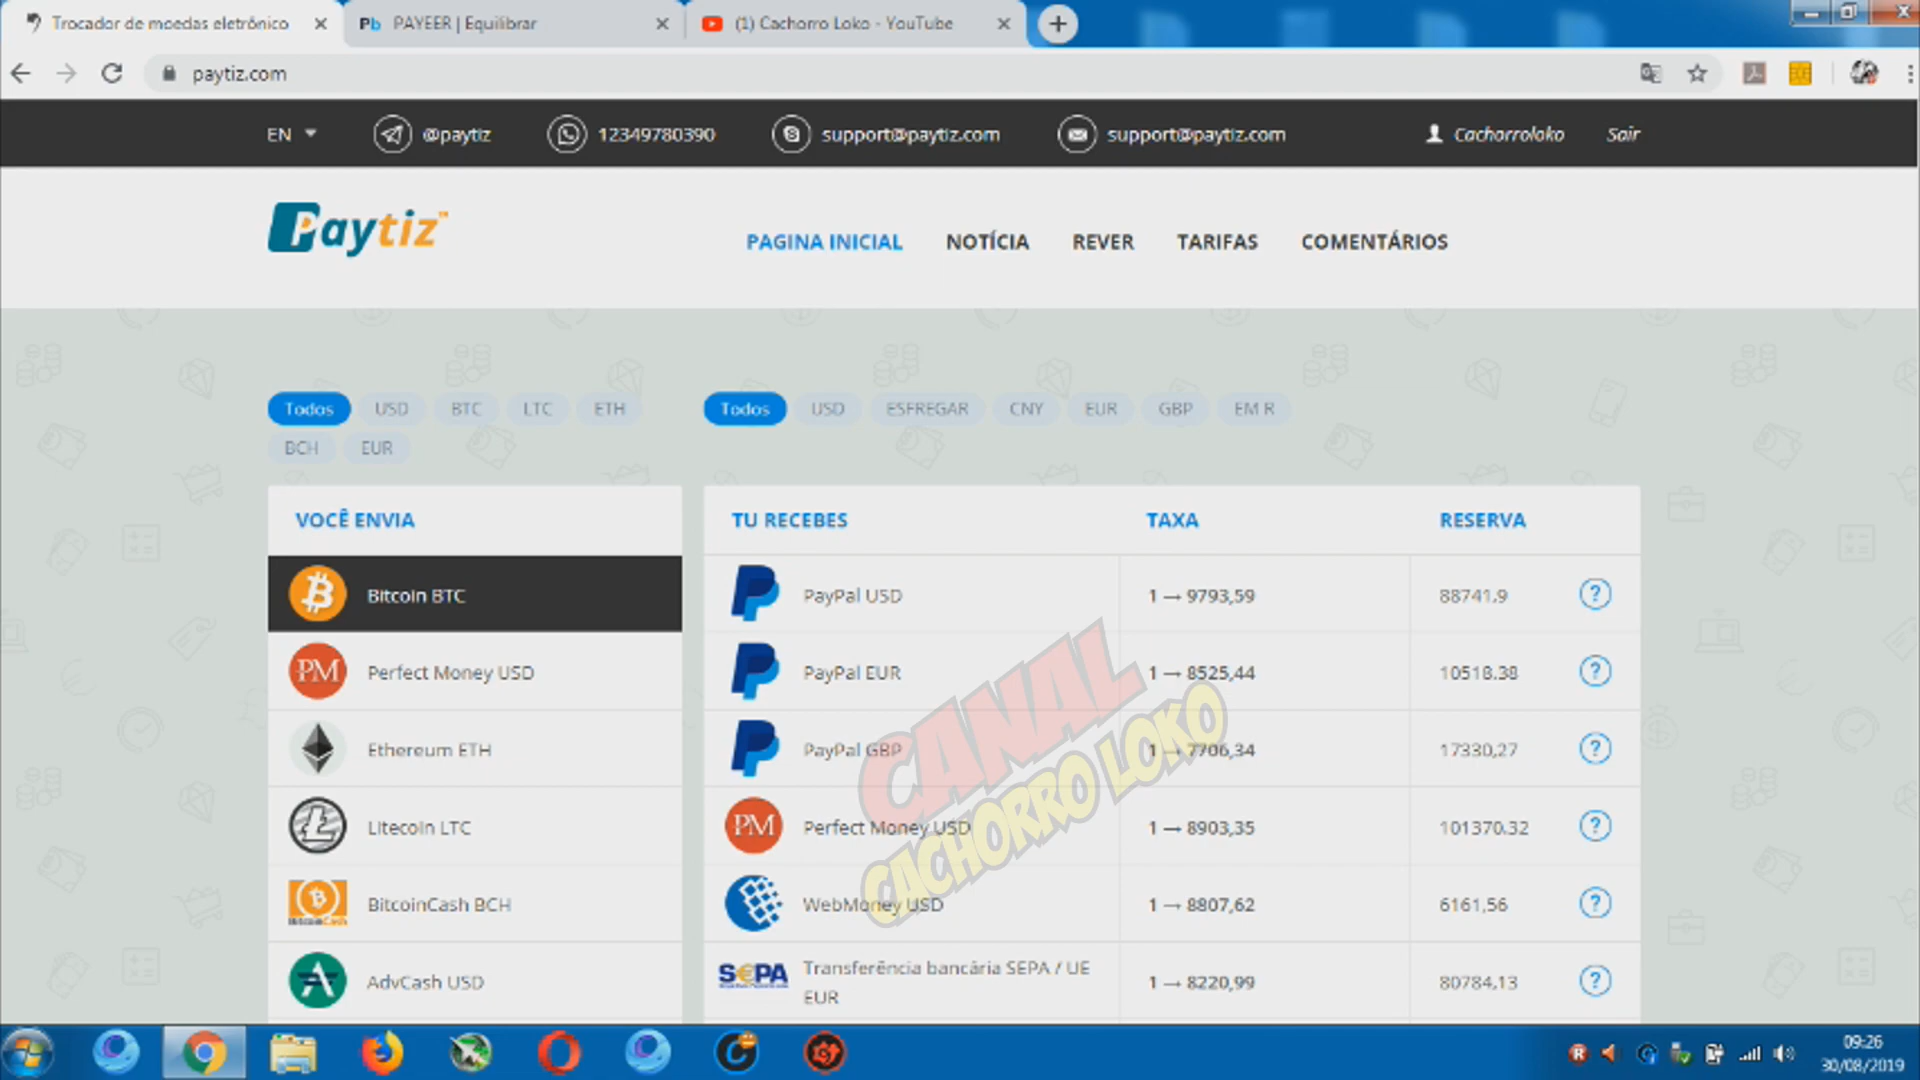 Trocador de moedas eletrônico
Pb PAYEER | Equilibrar
(1) Cachorro Loko - YouTube
paytiz.com
EN
@paytiz
12349780390
support@paytiz.com
support@paytiz.com
Cachorroloko
Sair
Paytiz™
PAGINA INICIAL
NOTÍCIA
REVER
TARIFAS
COMENTÁRIOS
Todos
USD
BTC
LTC
ETH
BCH
EUR
Todos
USD
ESFREGAR
CNY
EUR
GBP
EM R
VOCÊ ENVIA
Bitcoin BTC
PM Perfect Money USD
Ethereum ETH
Litecoin LTC
BitcoinCash BCH
AdvCash USD
TU RECEBES TAXA RESERVA
PayPal USD 1 → 9793,59 88741.9 ?
PayPal EUR 1 → 8525,44 10518.38 ?
PayPal GBP 1 → 7706,34 17330,27 ?
PM Perfect Money USD 1 → 8903,35 101370.32 ?
WebMoney USD 1 → 8807,62 6161,56 ?
SEPA Transferência bancária SEPA / UE
EUR 1 → 8220,99 80784.13 ?
CANAL
CACHORRO LOKO
09:26
30/08/2019